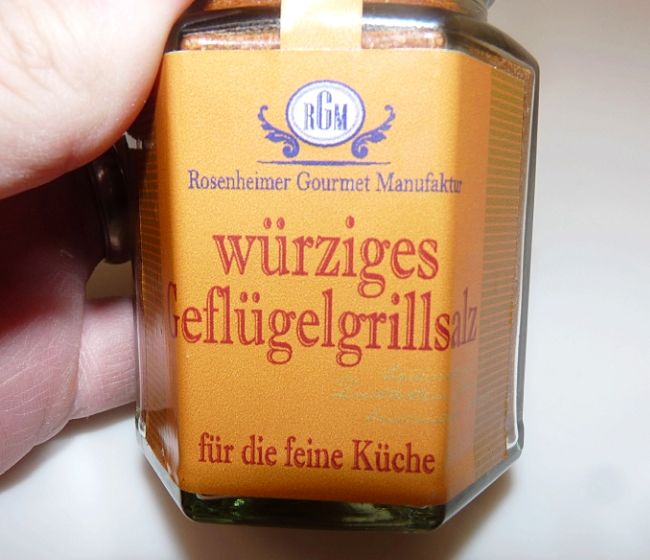 RGM
Rosenheimer Gourmet Manufaktur
würziges
Geflügelgrillsalz
für die feine Küche